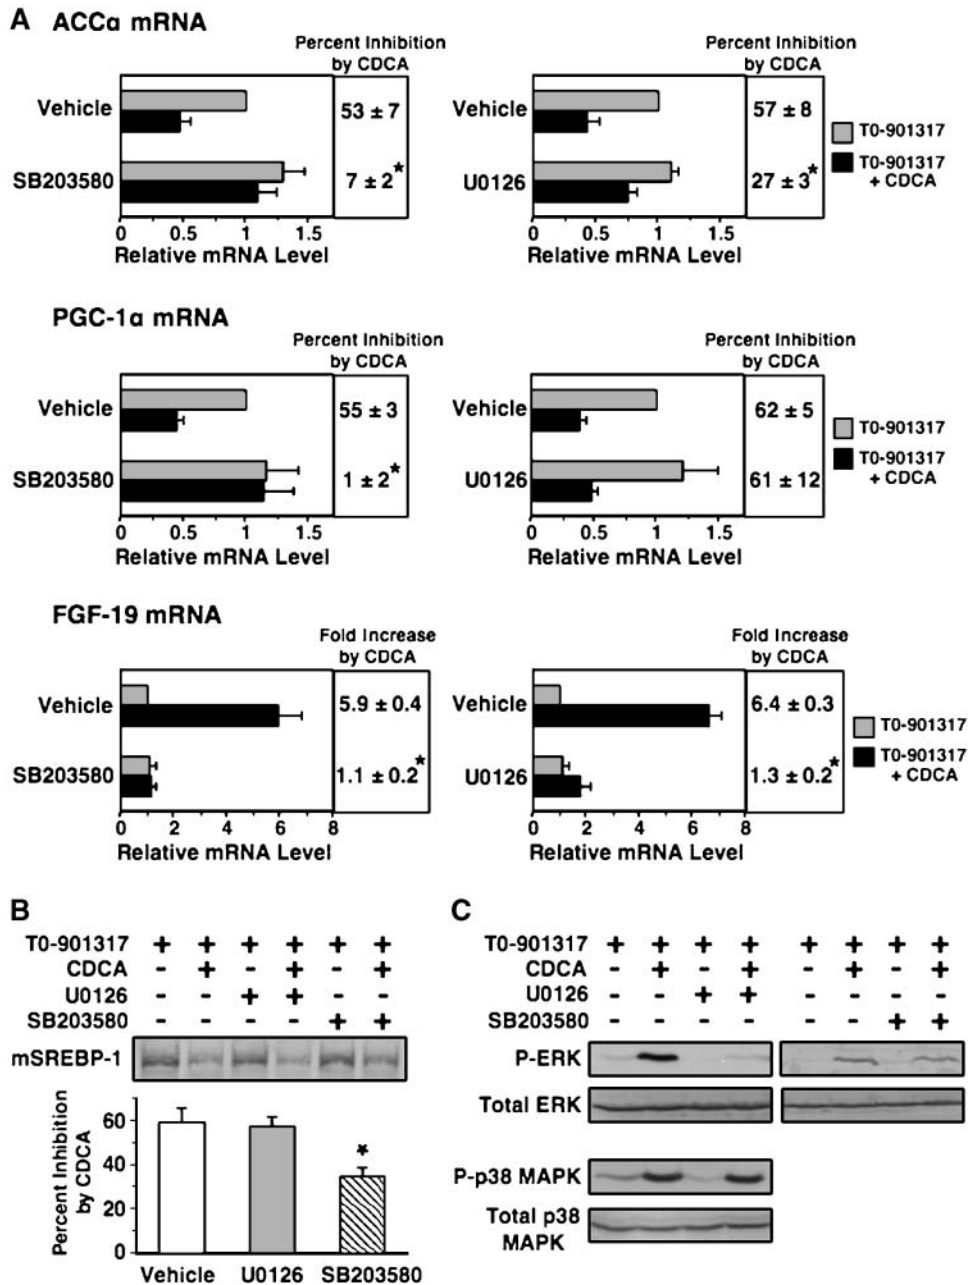 A ACCα mRNA
Percent Inhibition by CDCA
Percent Inhibition by CDCA
Vehicle 53 ± 7
Vehicle 57 ± 8
SB203580 7 ± 2*
U0126 27 ± 3*
T0-901317
T0-901317 + CDCA
0 0.5 1 1.5
0 0.5 1 1.5
Relative mRNA Level
Relative mRNA Level
PGC-1α mRNA
Percent Inhibition by CDCA
Percent Inhibition by CDCA
Vehicle 55 ± 3
Vehicle 62 ± 5
SB203580 1 ± 2*
U0126 61 ± 12
T0-901317
T0-901317 + CDCA
0 0.5 1 1.5
0 0.5 1 1.5
Relative mRNA Level
Relative mRNA Level
FGF-19 mRNA
Fold Increase by CDCA
Fold Increase by CDCA
Vehicle 5.9 ± 0.4
Vehicle 6.4 ± 0.3
SB203580 1.1 ± 0.2*
U0126 1.3 ± 0.2*
T0-901317
T0-901317 + CDCA
0 2 4 6 8
0 2 4 6 8
Relative mRNA Level
Relative mRNA Level
B
T0-901317 + + + + + +
CDCA - + - + - +
U0126 - - + + - -
SB203580 - - - - + +
mSREBP-1
Percent Inhibition by CDCA
60
40
20
0
*
Vehicle U0126 SB203580
C
T0-901317 + + + + + + + +
CDCA - + - + - + - +
U0126 - - + + - - - -
SB203580 - - - - - - + +
P-ERK
Total ERK
P-p38 MAPK
Total p38 MAPK